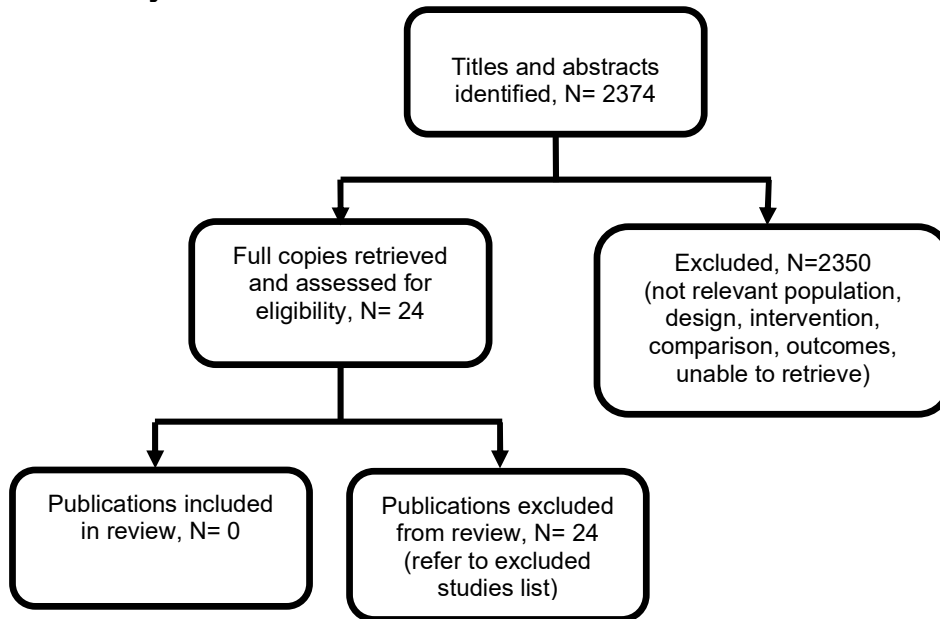 Titles and abstracts
identified, N= 2374
Full copies retrieved
and assessed for
eligibility, N= 24
Excluded, N=2350
(not relevant population,
design, intervention,
comparison, outcomes,
unable to retrieve)
Publications included
in review, N= 0
Publications excluded
from review, N= 24
(refer to excluded
studies list)